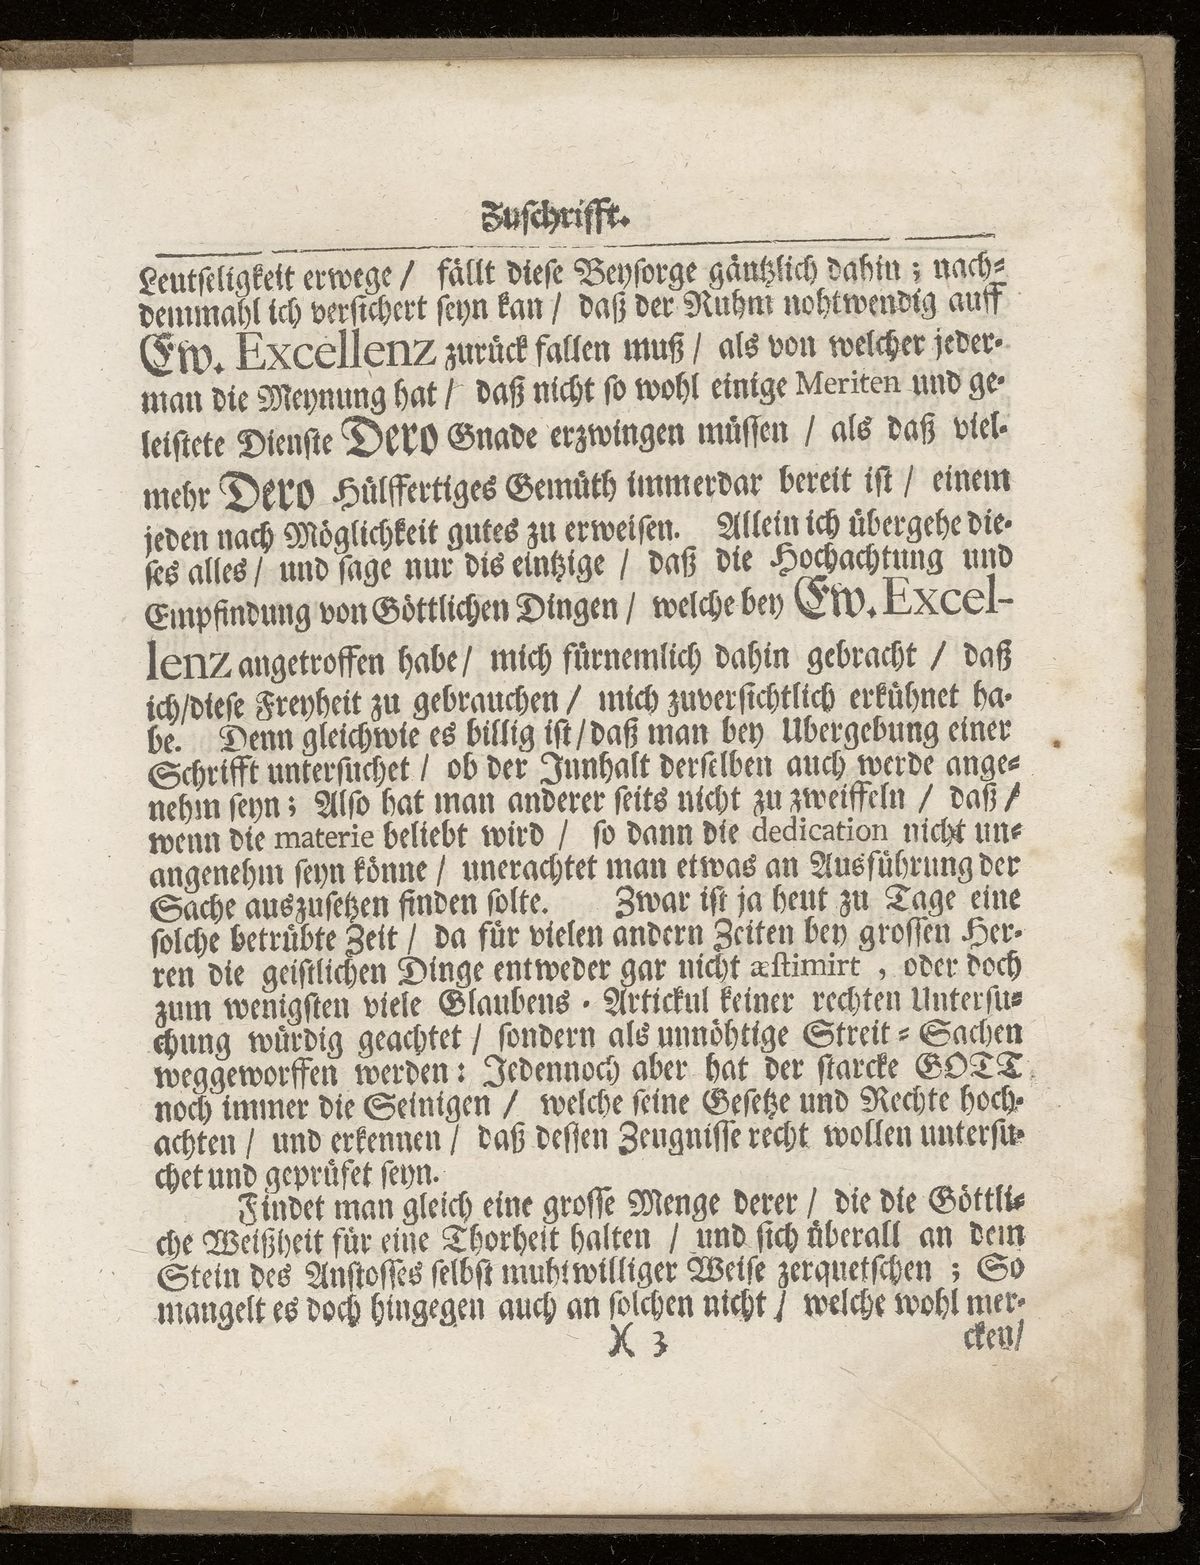 Zuschrifft.
Leutseligkeit erwege / fällt diese Beysorge gäntzlich dahin ; nach=
demmahl ich versichert seyn kan / daß der Ruhm nohtwendig auff
Ew. Excellenz zurück fallen muß / als von welcher jeder-
man die Meynung hat / daß nicht so wohl einige Meriten und ge-
leistete Dienste Dero Gnade erzwingen müssen / als daß viel-
mehr Dero Hülffertiges Gemüth immerdar bereit ist / einem
jeden nach Möglichkeit gutes zu erweisen. Allein ich übergehe die-
ses alles / und sage nur dis eintzige / daß die Hochachtung und
Empfindung von Göttlichen Dingen / welche bey Ew. Excel-
lenz angetroffen habe / mich fürnemlich dahin gebracht / daß
ich/diese Freyheit zu gebrauchen / mich zuversichtlich erkühnet ha-
be. Denn gleichwie es billig ist/daß man bey Ubergebung einer
Schrifft untersuchet / ob der Innhalt derselben auch werde ange=
nehm seyn; Also hat man anderer seits nicht zu zweiffeln / daß /
wenn die materie beliebt wird / so dann die dedication nicht un=
angenehm seyn könne / unerachtet man etwas an Ausführung der
Sache auszusetzen finden solte. Zwar ist ja heut zu Tage eine
solche betrübte Zeit / da für vielen andern Zeiten bey grossen Her-
ren die geistlichen Dinge entweder gar nicht æstimirt , oder doch
zum wenigsten viele Glaubens - Artickul keiner rechten Untersu=
chung würdig geachtet / sondern als unnöhtige Streit = Sachen
weggeworffen werden: Jedennoch aber hat der starcke GOTT
noch immer die Seinigen / welche seine Gesetze und Rechte hoch-
achten / und erkennen / daß dessen Zeugnisse recht wollen untersu-
chet und geprüfet seyn.
Findet man gleich eine grosse Menge derer / die die Göttli=
che Weißheit für eine Thorheit halten / und sich überall an dem
Stein des Anstosses selbst muhtwilliger Weise zerquetschen ; So
mangelt es doch hingegen auch an solchen nicht / welche wohl mer-
)( 3 cken/